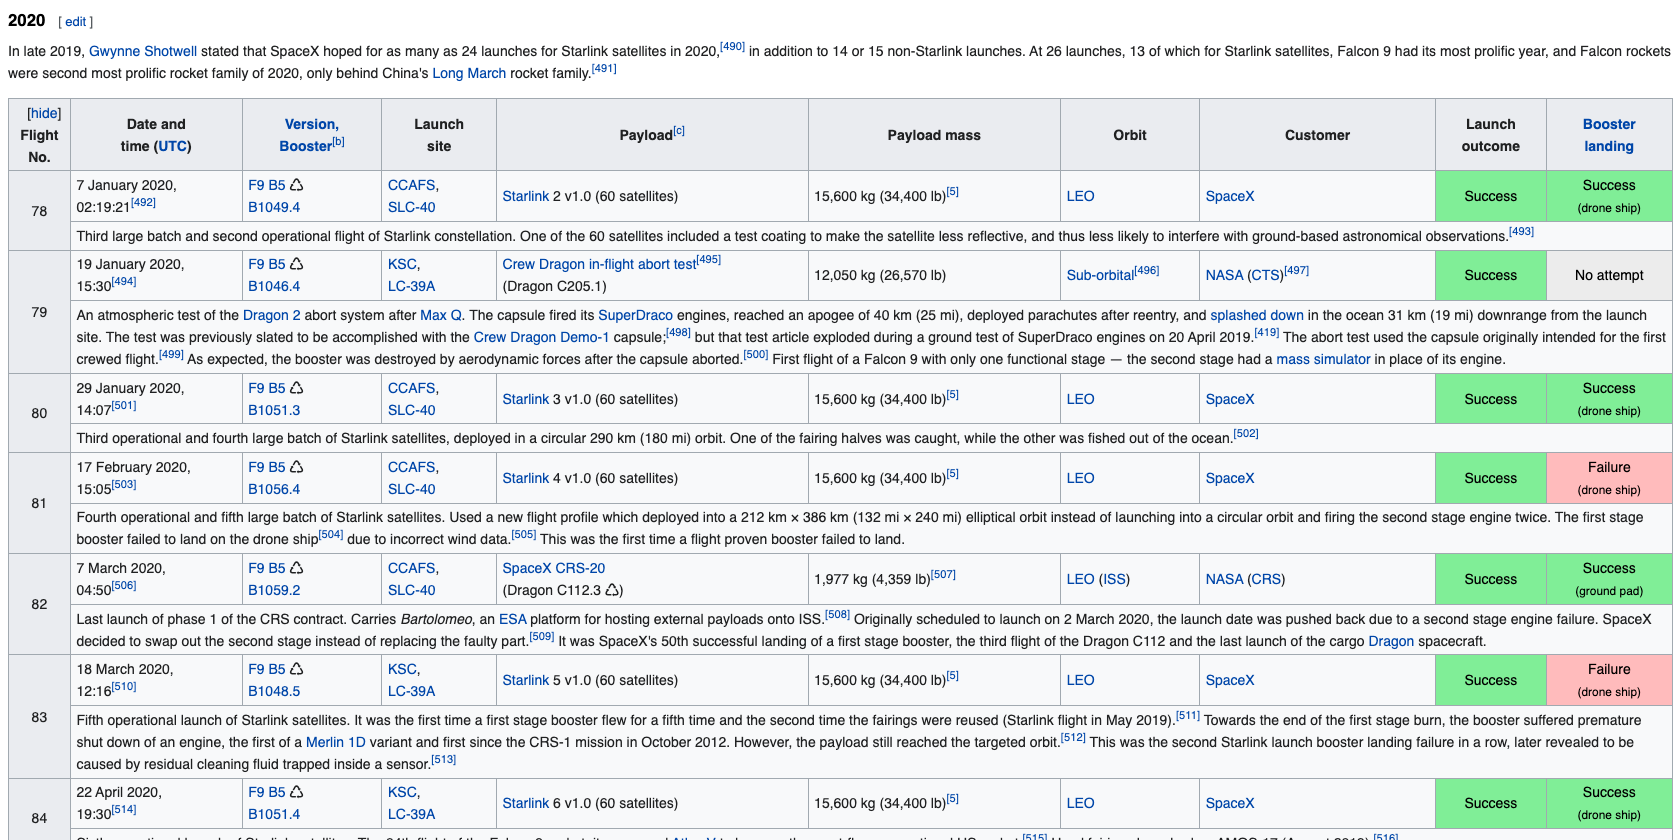 2020 [ edit ]
In late 2019, Gwynne Shotwell stated that SpaceX hoped for as many as 24 launches for Starlink satellites in 2020,[490] in addition to 14 or 15 non-Starlink launches. At 26 launches, 13 of which for Starlink satellites, Falcon 9 had its most prolific year, and Falcon rockets
were second most prolific rocket family of 2020, only behind China's Long March rocket family.[491]
[hide] Flight No. Date and time (UTC) Version, Booster[b] Launch site Payload[c] Payload mass Orbit Customer Launch outcome Booster landing
78 7 January 2020, 02:19:21[492] F9 B5 ♺ B1049.4 CCAFS, SLC-40 Starlink 2 v1.0 (60 satellites) 15,600 kg (34,400 lb)[5] LEO SpaceX Success Success (drone ship)
Third large batch and second operational flight of Starlink constellation. One of the 60 satellites included a test coating to make the satellite less reflective, and thus less likely to interfere with ground-based astronomical observations.[493]
79 19 January 2020, 15:30[494] F9 B5 ♺ B1046.4 KSC, LC-39A Crew Dragon in-flight abort test[495] (Dragon C205.1) 12,050 kg (26,570 lb) Sub-orbital[496] NASA (CTS)[497] Success No attempt
An atmospheric test of the Dragon 2 abort system after Max Q. The capsule fired its SuperDraco engines, reached an apogee of 40 km (25 mi), deployed parachutes after reentry, and splashed down in the ocean 31 km (19 mi) downrange from the launch
site. The test was previously slated to be accomplished with the Crew Dragon Demo-1 capsule;[498] but that test article exploded during a ground test of SuperDraco engines on 20 April 2019.[419] The abort test used the capsule originally intended for the first
crewed flight.[499] As expected, the booster was destroyed by aerodynamic forces after the capsule aborted.[500] First flight of a Falcon 9 with only one functional stage — the second stage had a mass simulator in place of its engine.
80 29 January 2020, 14:07[501] F9 B5 ♺ B1051.3 CCAFS, SLC-40 Starlink 3 v1.0 (60 satellites) 15,600 kg (34,400 lb)[5] LEO SpaceX Success Success (drone ship)
Third operational and fourth large batch of Starlink satellites, deployed in a circular 290 km (180 mi) orbit. One of the fairing halves was caught, while the other was fished out of the ocean.[502]
81 17 February 2020, 15:05[503] F9 B5 ♺ B1056.4 CCAFS, SLC-40 Starlink 4 v1.0 (60 satellites) 15,600 kg (34,400 lb)[5] LEO SpaceX Success Failure (drone ship)
Fourth operational and fifth large batch of Starlink satellites. Used a new flight profile which deployed into a 212 km × 386 km (132 mi × 240 mi) elliptical orbit instead of launching into a circular orbit and firing the second stage engine twice. The first stage
booster failed to land on the drone ship[504] due to incorrect wind data.[505] This was the first time a flight proven booster failed to land.
82 7 March 2020, 04:50[506] F9 B5 ♺ B1059.2 CCAFS, SLC-40 SpaceX CRS-20 (Dragon C112.3 ♺) 1,977 kg (4,359 lb)[507] LEO (ISS) NASA (CRS) Success Success (ground pad)
Last launch of phase 1 of the CRS contract. Carries Bartolomeo, an ESA platform for hosting external payloads onto ISS.[508] Originally scheduled to launch on 2 March 2020, the launch date was pushed back due to a second stage engine failure. SpaceX
decided to swap out the second stage instead of replacing the faulty part.[509] It was SpaceX's 50th successful landing of a first stage booster, the third flight of the Dragon C112 and the last launch of the cargo Dragon spacecraft.
83 18 March 2020, 12:16[510] F9 B5 ♺ B1048.5 KSC, LC-39A Starlink 5 v1.0 (60 satellites) 15,600 kg (34,400 lb)[5] LEO SpaceX Success Failure (drone ship)
Fifth operational launch of Starlink satellites. It was the first time a first stage booster flew for a fifth time and the second time the fairings were reused (Starlink flight in May 2019).[511] Towards the end of the first stage burn, the booster suffered premature
shut down of an engine, the first of a Merlin 1D variant and first since the CRS-1 mission in October 2012. However, the payload still reached the targeted orbit.[512] This was the second Starlink launch booster landing failure in a row, later revealed to be
caused by residual cleaning fluid trapped inside a sensor.[513]
84 22 April 2020, 19:30[514] F9 B5 ♺ B1051.4 KSC, LC-39A Starlink 6 v1.0 (60 satellites) 15,600 kg (34,400 lb)[5] LEO SpaceX Success Success (drone ship)